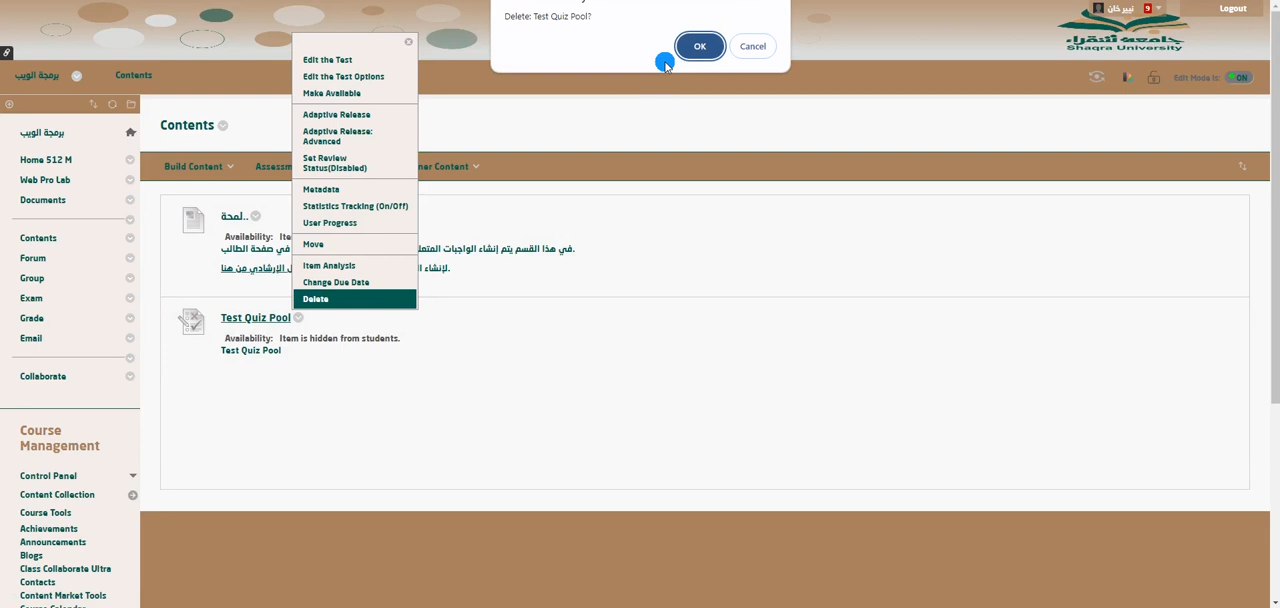 Delete: Test Quiz Pool?
OK
Cancel
نبير خان
9
Logout
جامعة شقراء
Shaqra University
برمجة الويب
Contents
Edit Mode is:
ON
برمجة الويب
Home 512 M
Web Pro Lab
Documents
Contents
Forum
Group
Exam
Grade
Email
Collaborate
Course
Management
Control Panel
Content Collection
Course Tools
Achievements
Announcements
Blogs
Class Collaborate Ultra
Contacts
Content Market Tools
Contents
Build Content
Content
Edit the Test
Edit the Test Options
Make Available
Adaptive Release
Adaptive Release:
Advanced
Set Review
Status(Disabled)
Metadata
Statistics Tracking (On/Off)
User Progress
Move
Item Analysis
Change Due Date
Delete
لمحة..
Availability:
في هذا القسم يتم إنشاء الواجبات في صفحة الطالب.
لإنشاء الإرشادي من هنا.
Test Quiz Pool
Availability: Item is hidden from students.
Test Quiz Pool